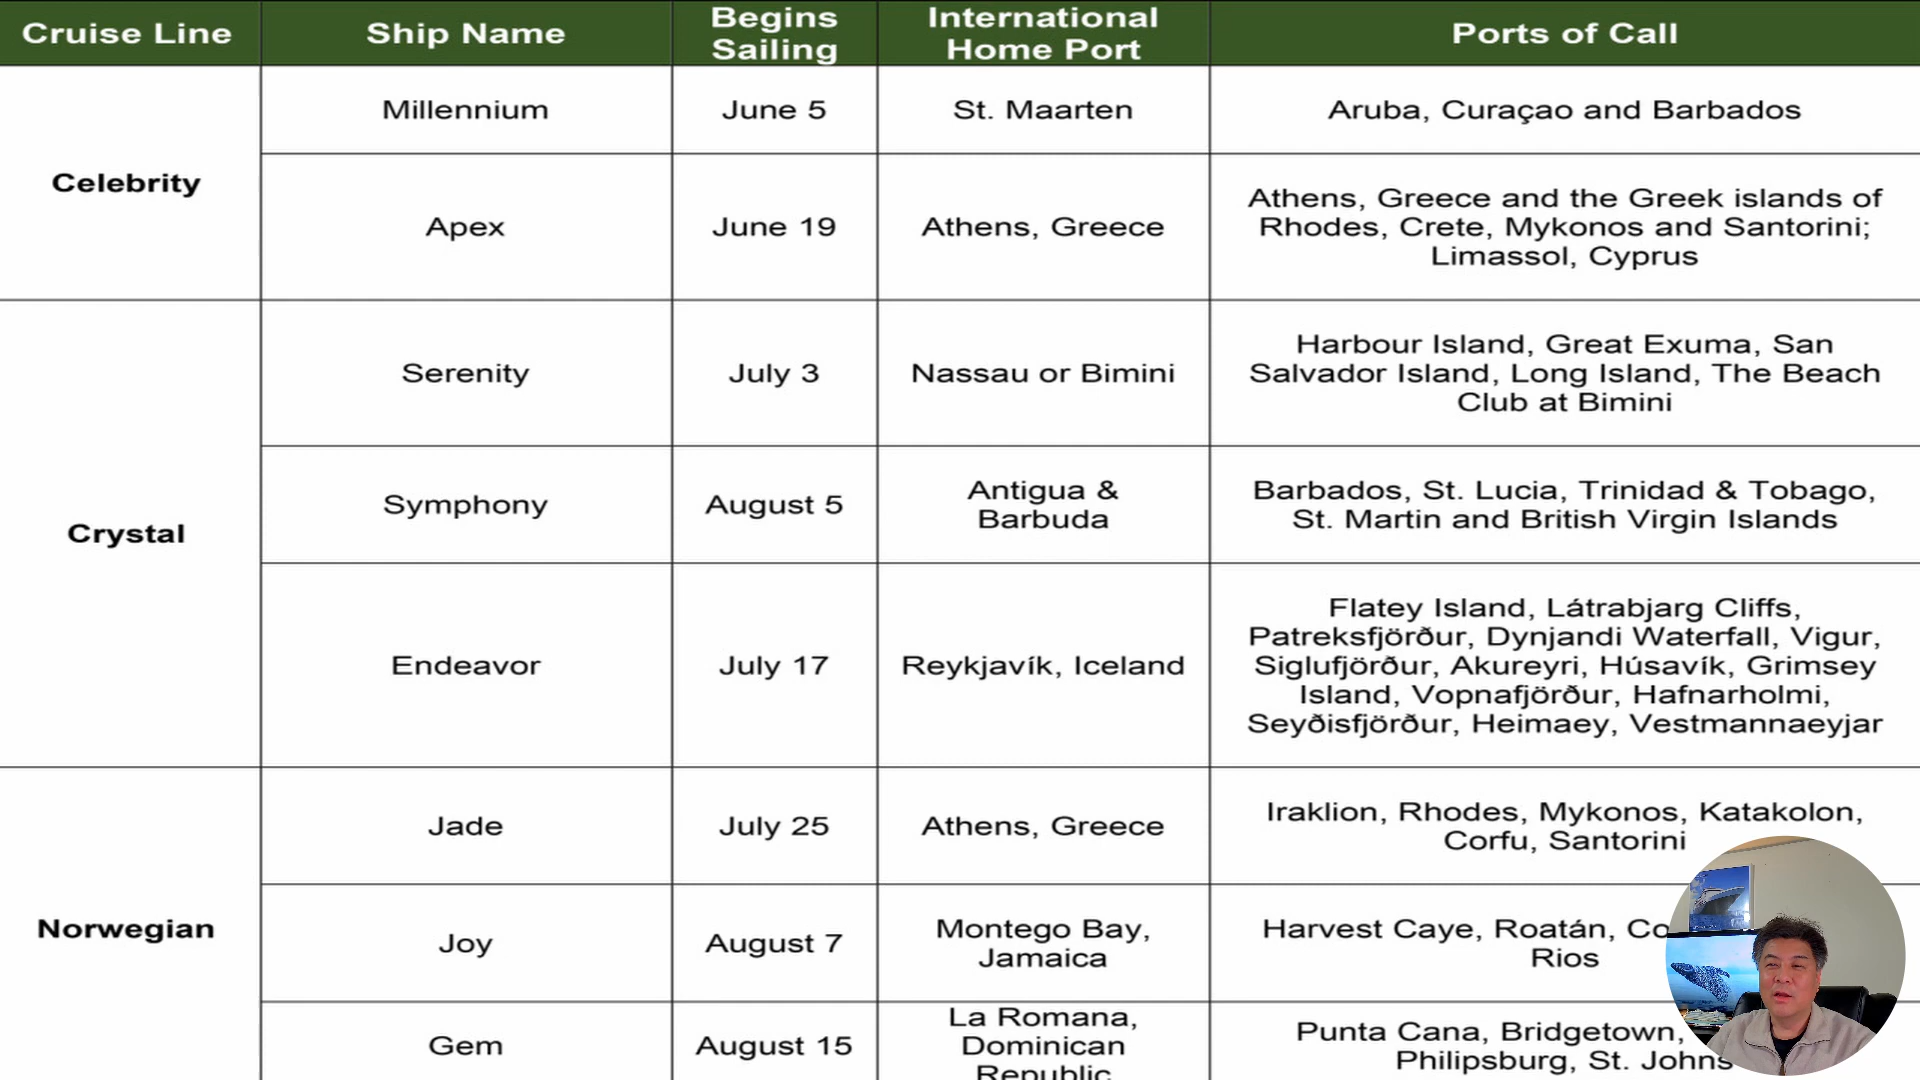 Cruise Line
Ship Name
Begins
Sailing
International
Home Port
Ports of Call
Celebrity
Millennium
June 5
St. Maarten
Aruba, Curaçao and Barbados
Apex
June 19
Athens, Greece
Athens, Greece and the Greek islands of
Rhodes, Crete, Mykonos and Santorini;
Limassol, Cyprus
Crystal
Serenity
July 3
Nassau or Bimini
Harbour Island, Great Exuma, San
Salvador Island, Long Island, The Beach
Club at Bimini
Symphony
August 5
Antigua &
Barbuda
Barbados, St. Lucia, Trinidad & Tobago,
St. Martin and British Virgin Islands
Endeavor
July 17
Reykjavík, Iceland
Flatey Island, Látrabjarg Cliffs,
Patreksfjörður, Dynjandi Waterfall, Vigur,
Siglufjörður, Akureyri, Húsavík, Grimsey
Island, Vopnafjörður, Hafnarholmi,
Seyðisfjörður, Heimaey, Vestmannaeyjar
Norwegian
Jade
July 25
Athens, Greece
Iraklion, Rhodes, Mykonos, Katakolon,
Corfu, Santorini
Joy
August 7
Montego Bay,
Jamaica
Harvest Caye, Roatán,
Rios
Gem
August 15
La Romana,
Dominican
Republic
Punta Cana, Bridgetown,
Philipsburg, St. Johns